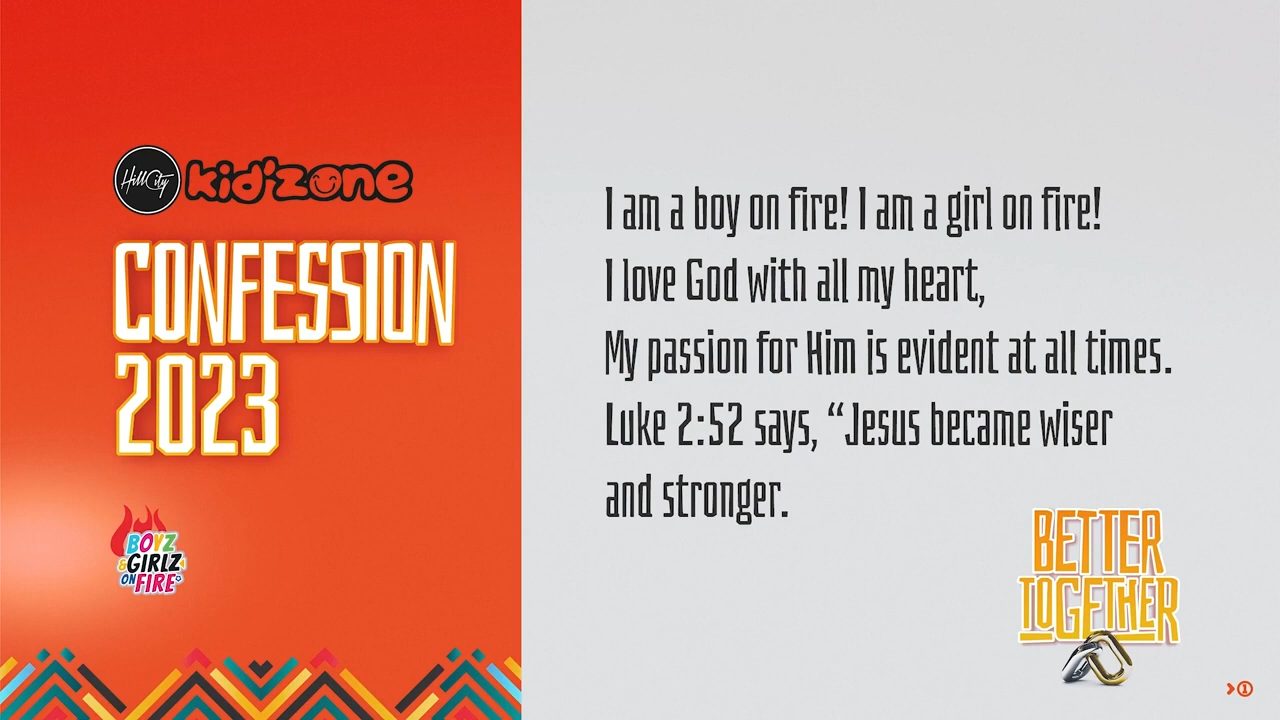 HillCity kid'zone
CONFESSION
2023
BOYZ
& GIRLZ
ON FIRE
I am a boy on fire! I am a girl on fire!
I love God with all my heart,
My passion for Him is evident at all times.
Luke 2:52 says, “Jesus became wiser
and stronger.
BETTER
TOGETHER
1